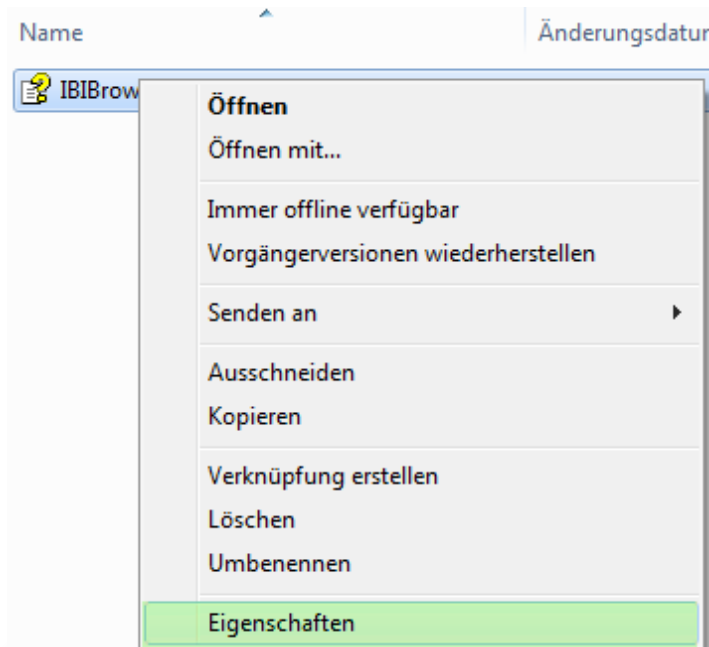 Name Änderungsdatum
IBIBrow
Öffnen
Öffnen mit...
Immer offline verfügbar
Vorgängerversionen wiederherstellen
Senden an
Ausschneiden
Kopieren
Verknüpfung erstellen
Löschen
Umbenennen
Eigenschaften